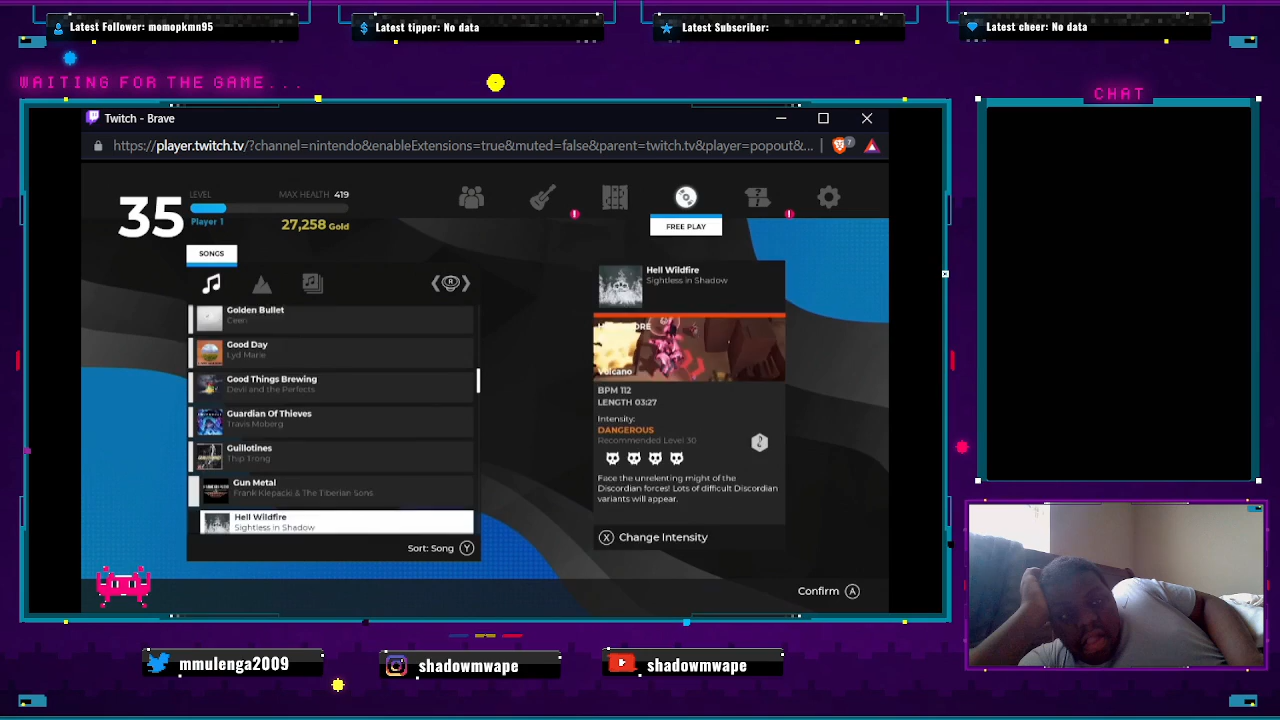 Latest Follower: momopkmn95
Latest tipper: No data
Latest Subscriber:
Latest cheer: No data
WAITING FOR THE GAME...
CHAT
Twitch - Brave
https://player.twitch.tv/?channel=nintendo&enableExtensions=true&muted=false&parent=twitch.tv&player=popout&...
35
LEVEL
MAX HEALTH 419
Player 1
27,258 Gold
FREE PLAY
SONGS
R
Golden Bullet
Ceen
Good Day
Lyd Marie
Good Things Brewing
Devil and the Perfects
Guardian Of Thieves
Travis Moberg
Guillotines
Thip Trong
Gun Metal
Frank Klepacki & The Tiberian Sons
Hell Wildfire
Sightless in Shadow
Sort: Song Y
Hell Wildfire
Sightless in Shadow
Volcano
BPM 112
LENGTH 03:27
Intensity:
DANGEROUS
Recommended Level 30
Face the unrelenting might of the
Discordian forces! Lots of difficult Discordian
variants will appear.
X Change Intensity
Confirm A
mmulenga2009
shadowmwape
shadowmwape